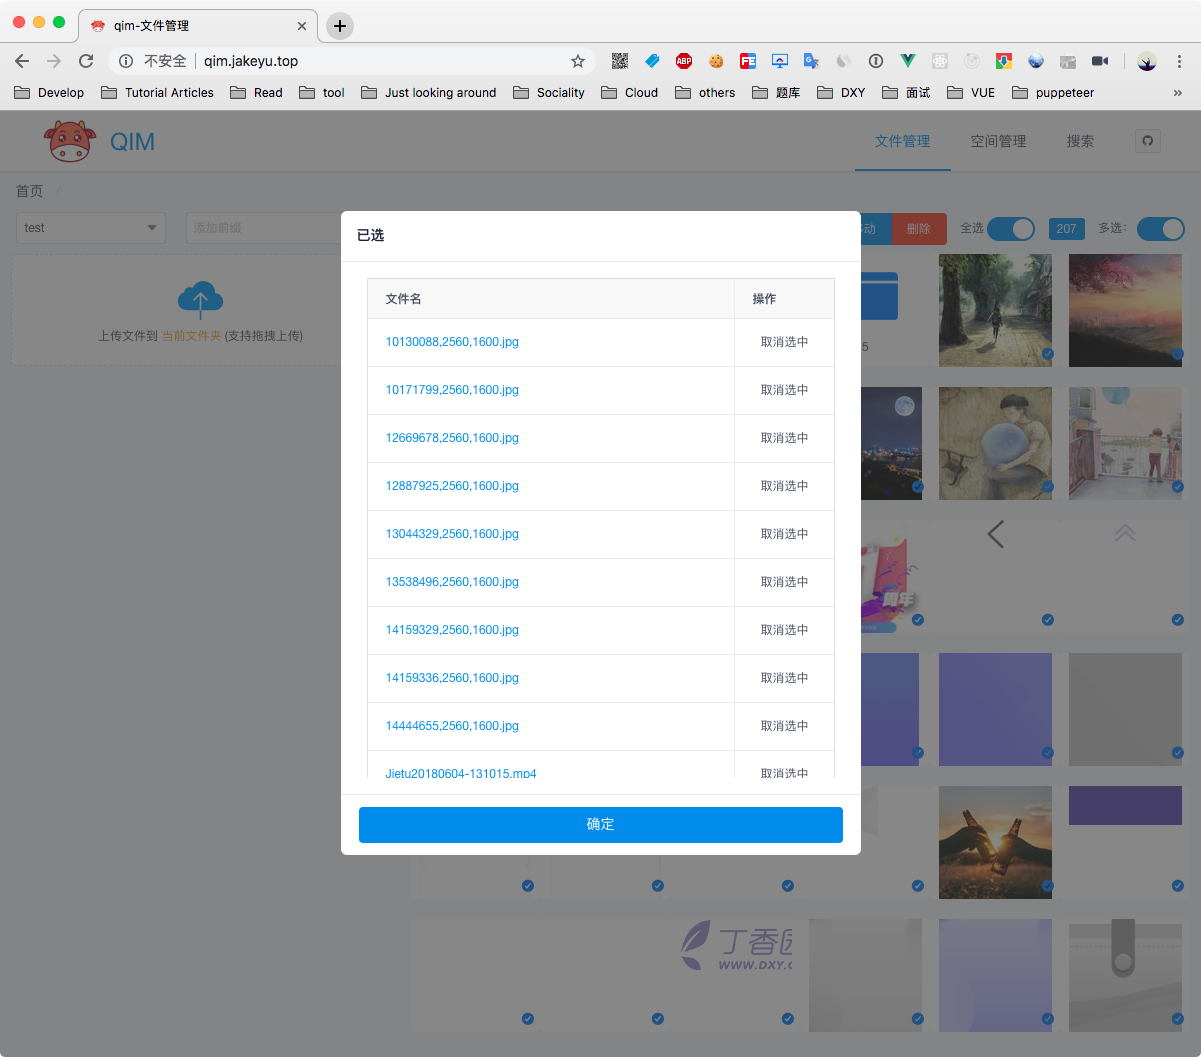 qim-文件管理
不安全 qim.jakeyu.top
Develop Tutorial Articles Read tool Just looking around Sociality Cloud others 题库 DXY 面试 VUE puppeteer
QIM 文件管理 空间管理 搜索
首页 /
test 添加前缀 动 删除 全选 207 多选：
上传文件到 当前文件夹 (支持拖拽上传)
已选
文件名 操作
10130088,2560,1600.jpg 取消选中
10171799,2560,1600.jpg 取消选中
12669678,2560,1600.jpg 取消选中
12887925,2560,1600.jpg 取消选中
13044329,2560,1600.jpg 取消选中
13538496,2560,1600.jpg 取消选中
14159329,2560,1600.jpg 取消选中
14159336,2560,1600.jpg 取消选中
14444655,2560,1600.jpg 取消选中
Jietu20180604-131015.mp4 取消选中
确定
5
周年
丁香
WWW.DXY.